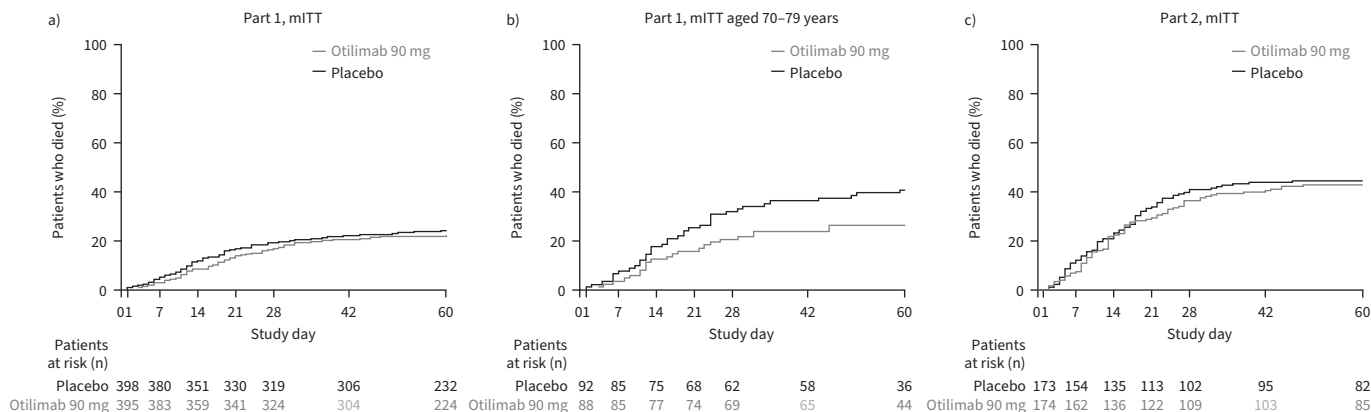 a) Part 1, mITT
100
80
60
40
20
0
Patients who died (%)
Otilimab 90 mg
Placebo
01 7 14 21 28 42 60
Study day
b) Part 1, mITT aged 70–79 years
100
80
60
40
20
0
Patients who died (%)
Otilimab 90 mg
Placebo
01 7 14 21 28 42 60
Study day
c) Part 2, mITT
100
80
60
40
20
0
Patients who died (%)
Otilimab 90 mg
Placebo
01 7 14 21 28 42 60
Study day
Patients
at risk (n)
Placebo 398 380 351 330 319 306 232
Otilimab 90 mg 395 383 359 341 324 304 224
Patients
at risk (n)
Placebo 92 85 75 68 62 58 36
Otilimab 90 mg 88 85 77 74 69 65 44
Patients
at risk (n)
Placebo 173 154 135 113 102 95 82
Otilimab 90 mg 174 162 136 122 109 103 85